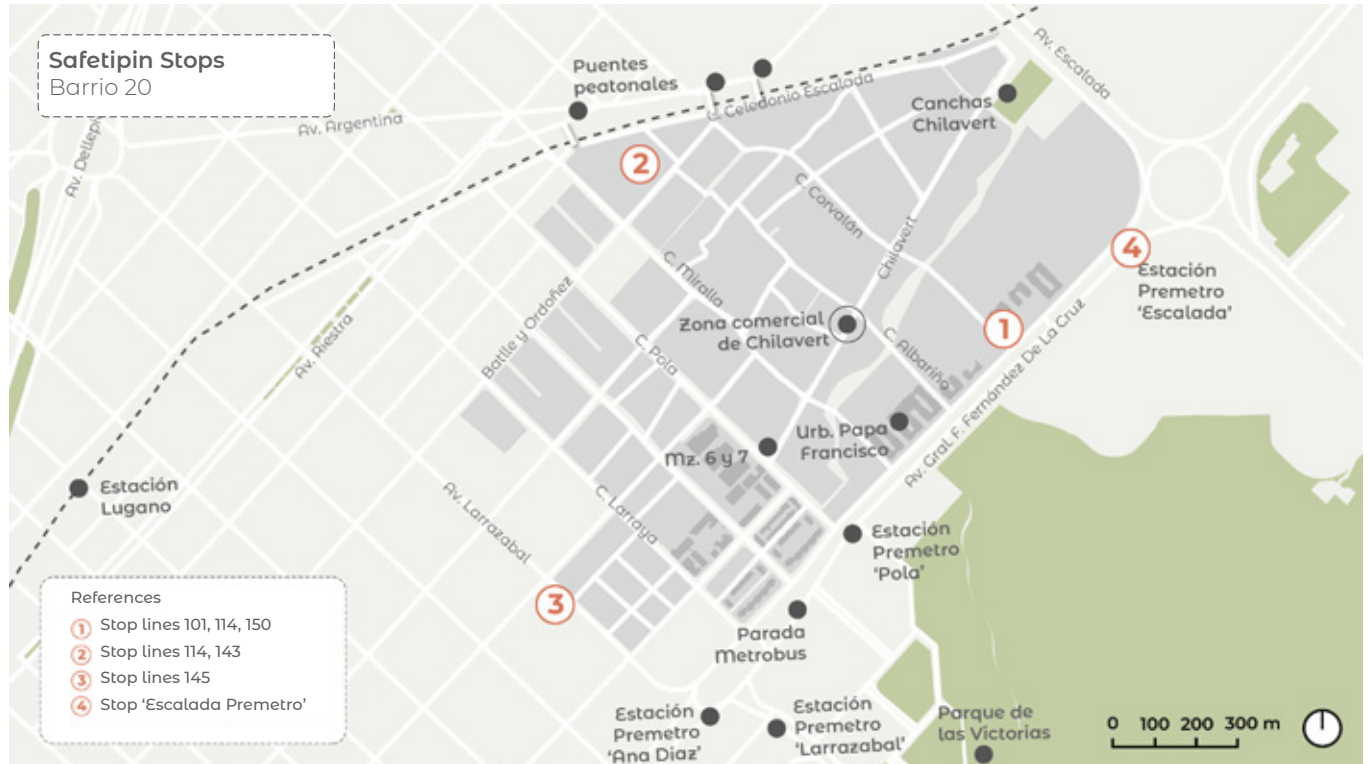 Safetipin Stops
Barrio 20
Puentes
peatonales
Av. Escalada
C. Celedonio Escalada
Canchas
Chilavert
Av. Argentina
2
C. Corvalán
Chilavert
4
Estación
Premetro
'Escalada'
C. Miralla
Zona comercial
de Chilavert
1
C. Albariño
Batlle y Ordoñez
Av. Riestra
C. Pola
Av. Gral. F. Fernández De La Cruz
Urb. Papa
Francisco
Mz. 6 y 7
Estación
Lugano
Av. Larrazabal
C. Larraya
Estación
Premetro
'Pola'
3
Parada
Metrobus
References
1 Stop lines 101, 114, 150
2 Stop lines 114, 143
3 Stop lines 145
4 Stop 'Escalada Premetro'
Estación
Premetro
'Ana Diaz'
Estación
Premetro
'Larrazabal'
Parque de
las Victorias
0 100 200 300 m